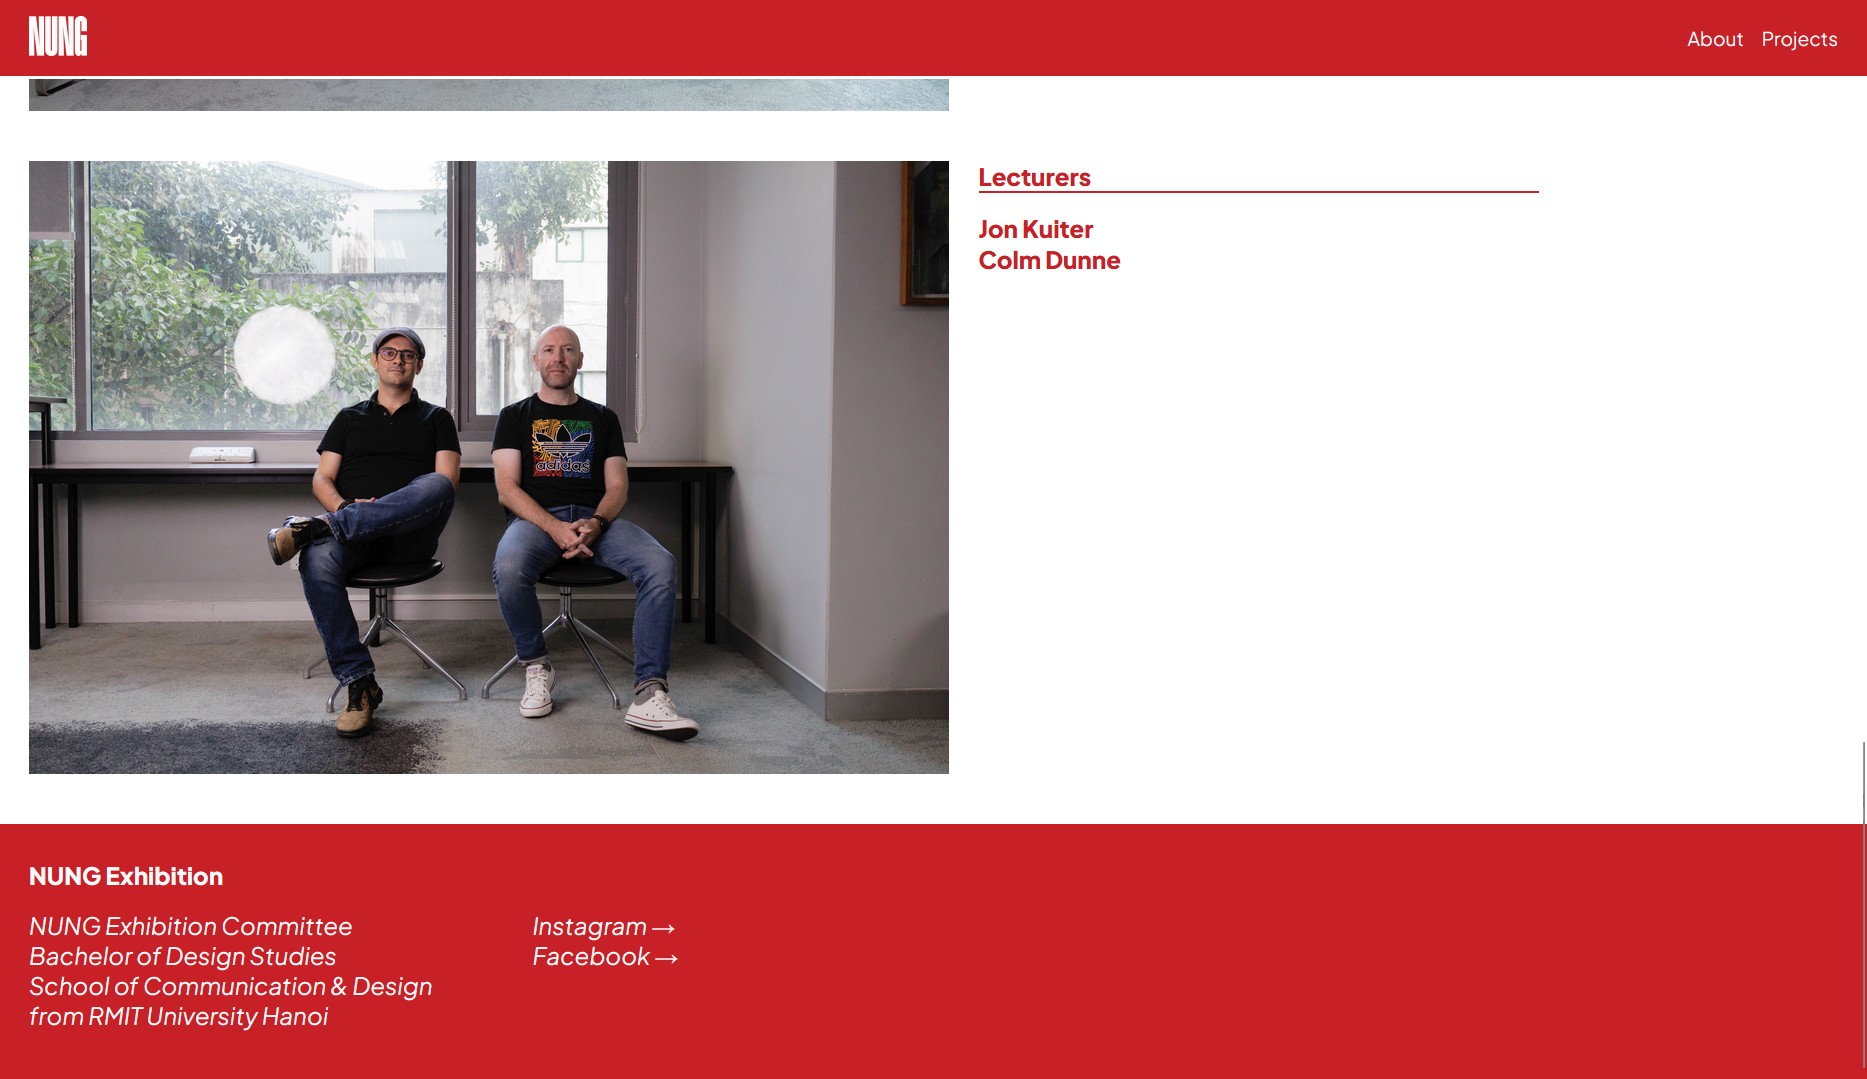 NUNG
About Projects
Lecturers
Jon Kuiter
Colm Dunne
adidas
NUNG Exhibition
NUNG Exhibition Committee
Bachelor of Design Studies
School of Communication & Design
from RMIT University Hanoi
Instagram →
Facebook →